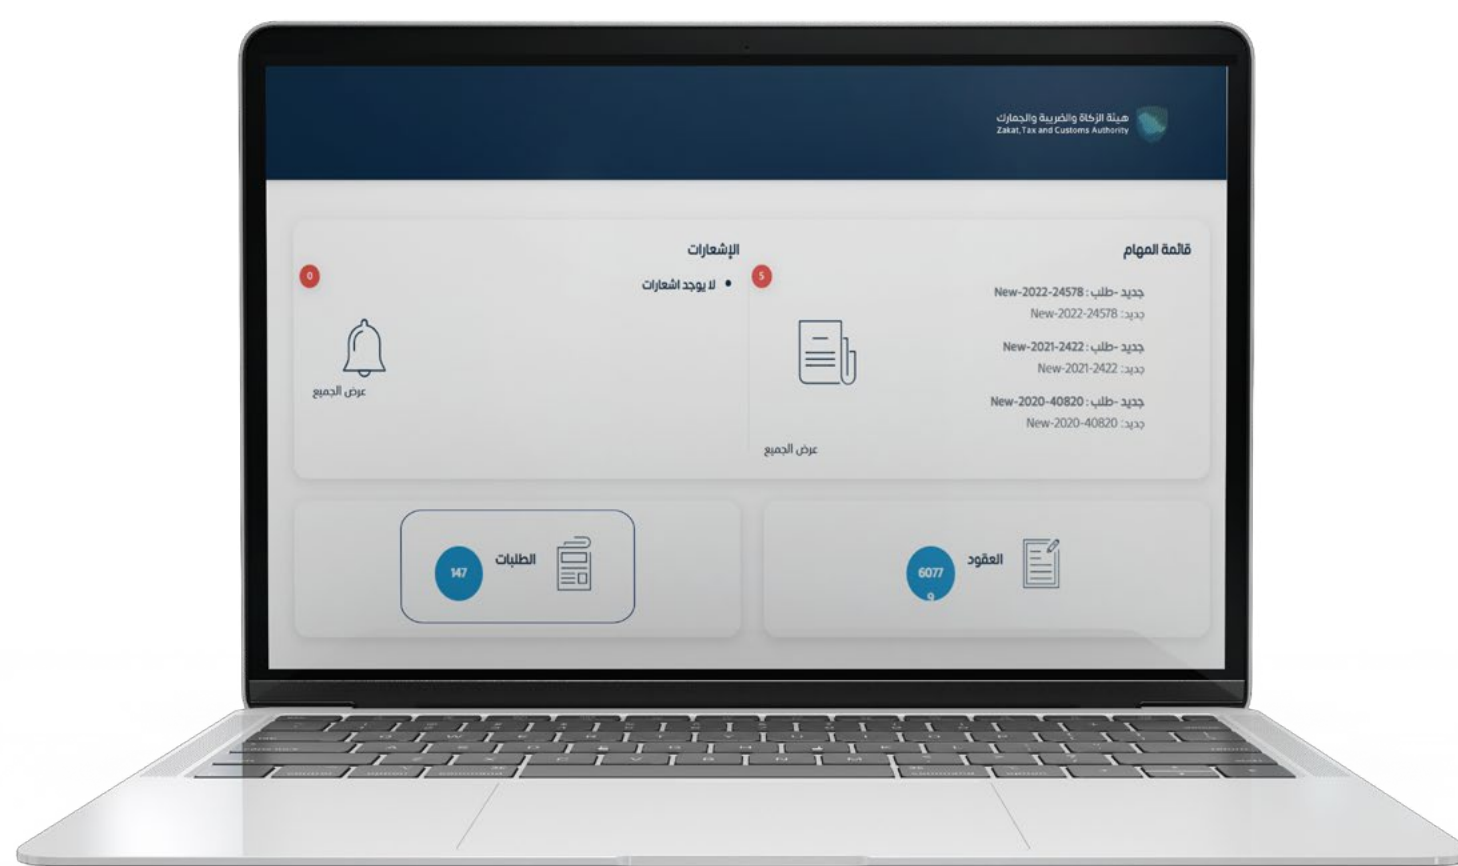 هيئة الزكاة والضريبة والجمارك
Zakat, Tax and Customs Authority
قائمة المهام
5
جديد -طلب : New-2022-24578
جديد: New-2022-24578
جديد -طلب : New-2021-2422
جديد: New-2021-2422
جديد -طلب : New-2020-40820
جديد: New-2020-40820
عرض الجميع
الإشعارات
0
• لا يوجد اشعارات
عرض الجميع
العقود
6077
9
الطلبات
147